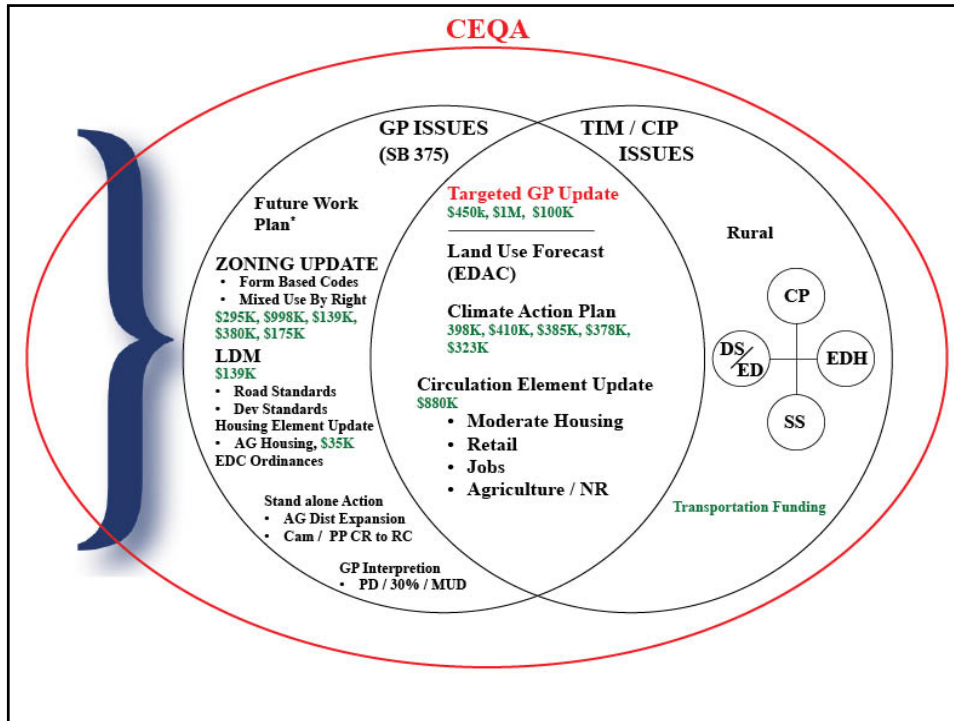 CEQA
GP ISSUES
(SB 375)
Future Work
Plan*
ZONING UPDATE
• Form Based Codes
• Mixed Use By Right
$295K, $998K, $139K,
$380K, $175K
LDM
$139K
• Road Standards
• Dev Standards
Housing Element Update
• AG Housing, $35K
EDC Ordinances
Stand alone Action
• AG Dist Expansion
• Cam / PP CR to RC
GP Interpretion
• PD / 30% / MUD
Targeted GP Update
$450k, $1M, $100K
Land Use Forecast
(EDAC)
Climate Action Plan
398K, $410K, $385K, $378K,
$323K
Circulation Element Update
$880K
• Moderate Housing
• Retail
• Jobs
• Agriculture / NR
TIM / CIP
ISSUES
Rural
CP
DS/
ED
EDH
SS
Transportation Funding